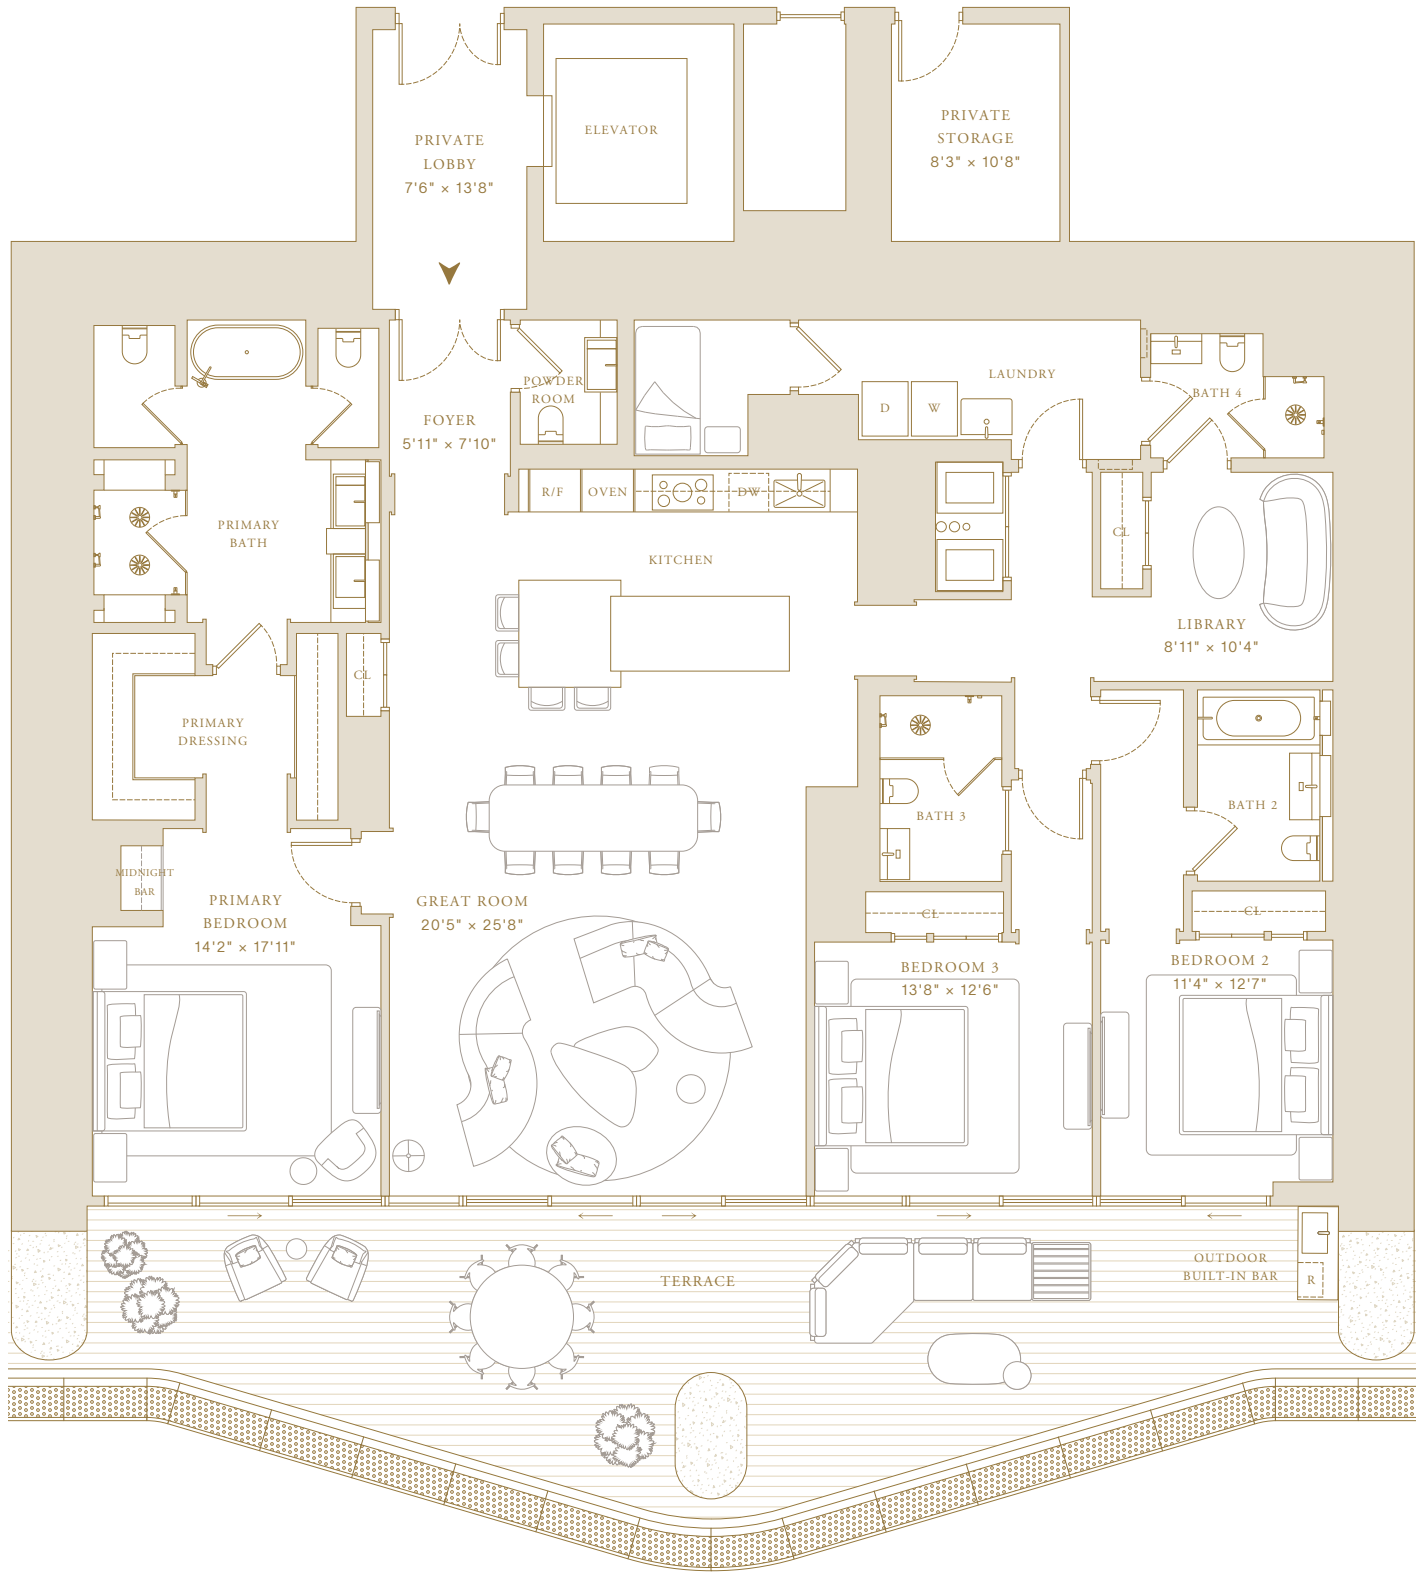 ELEVATOR
PRIVATE
LOBBY
7'6" × 13'8"
PRIVATE
STORAGE
8'3" × 10'8"
POWDER
ROOM
FOYER
5'11" × 7'10"
LAUNDRY
D
W
BATH 4
R/F
OVEN
DW
PRIMARY
BATH
KITCHEN
CL
LIBRARY
8'11" × 10'4"
CL
PRIMARY
DRESSING
BATH 3
BATH 2
MIDNIGHT
BAR
PRIMARY
BEDROOM
14'2" × 17'11"
GREAT ROOM
20'5" × 25'8"
CL
CL
BEDROOM 3
13'8" × 12'6"
BEDROOM 2
11'4" × 12'7"
TERRACE
OUTDOOR
BUILT-IN BAR
R